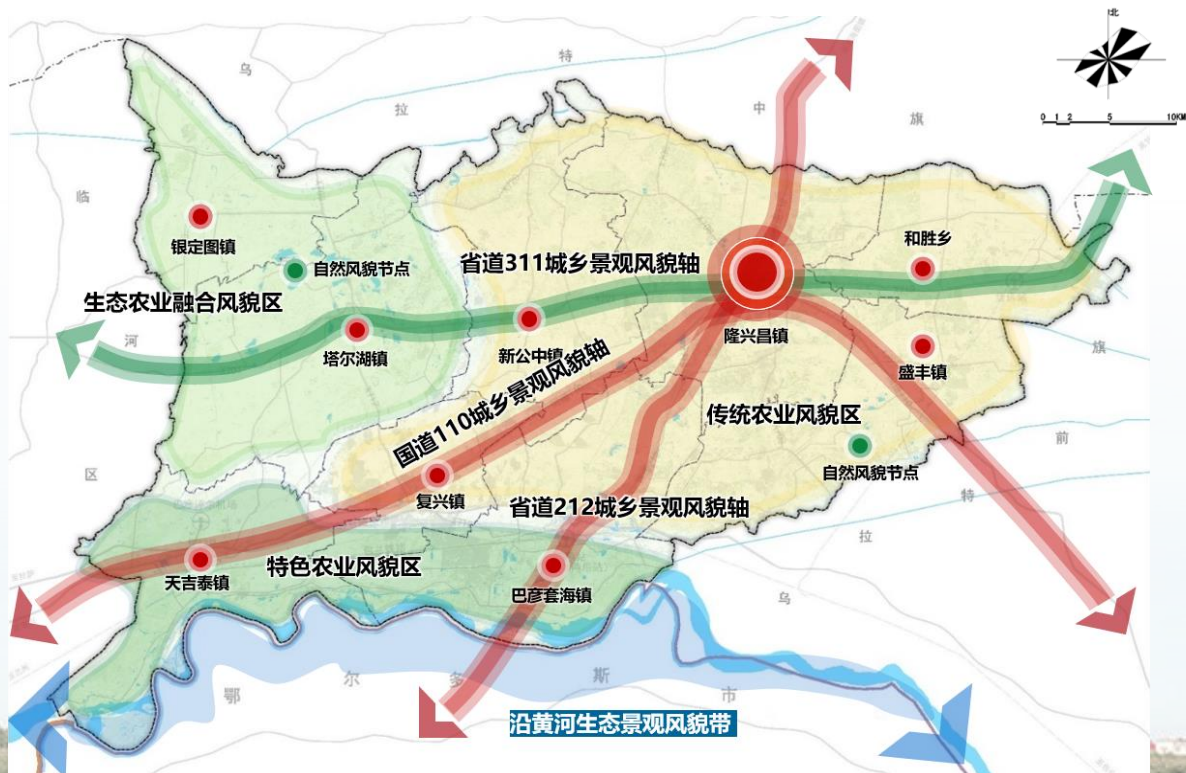 北
0 1 2 5 10KM
乌
特
拉
中
旗
临
河
区
银定图镇
自然风貌节点
和胜乡
省道311城乡景观风貌轴
生态农业融合风貌区
塔尔湖镇
新公中镇
隆兴昌镇
盛丰镇
旗
国道110城乡景观风貌轴
传统农业风貌区
前
自然风貌节点
特
复兴镇
省道212城乡景观风貌轴
拉
特色农业风貌区
天吉泰镇
巴彦套海镇
乌
鄂
尔
多
斯
市
沿黄河生态景观风貌带